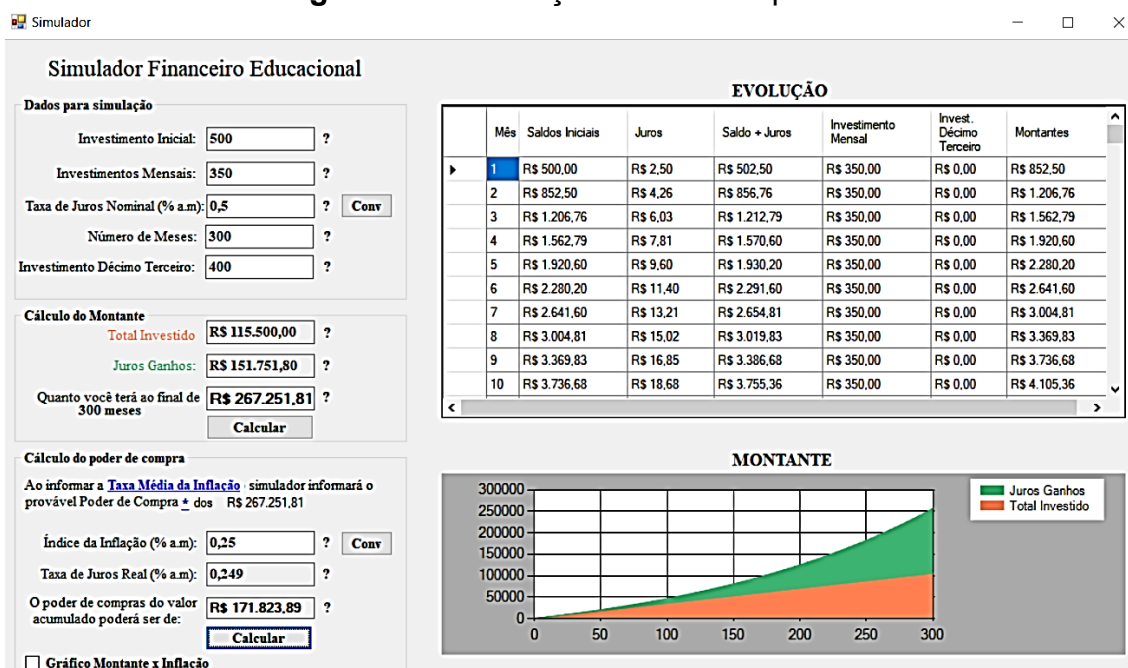 Simulador
Simulador Financeiro Educacional
Dados para simulação
Investimento Inicial: 500 ?
Investimentos Mensais: 350 ?
Taxa de Juros Nominal (% a.m): 0,5 ? Conv
Número de Meses: 300 ?
Investimento Décimo Terceiro: 400 ?
Cálculo do Montante
Total Investido R$ 115.500,00 ?
Juros Ganhos: R$ 151.751,80 ?
Quanto você terá ao final de
300 meses
R$ 267.251,81 ?
Calcular
Cálculo do poder de compra
Ao informar a Taxa Média da Inflação simulador informará o
provável Poder de Compra * dos R$ 267.251,81
Índice da Inflação (% a.m): 0,25 ? Conv
Taxa de Juros Real (% a.m): 0,249 ?
O poder de compras do valor
acumulado poderá ser de:
R$ 171.823,89 ?
Calcular
Gráfico Montante x Inflação
EVOLUÇÃO
Mês Saldos Iniciais Juros Saldo + Juros Investimento Mensal Invest. Décimo Terceiro Montantes
1 R$ 500,00 R$ 2,50 R$ 502,50 R$ 350,00 R$ 0,00 R$ 852,50
2 R$ 852,50 R$ 4,26 R$ 856,76 R$ 350,00 R$ 0,00 R$ 1.206,76
3 R$ 1.206,76 R$ 6,03 R$ 1.212,79 R$ 350,00 R$ 0,00 R$ 1.562,79
4 R$ 1.562,79 R$ 7,81 R$ 1.570,60 R$ 350,00 R$ 0,00 R$ 1.920,60
5 R$ 1.920,60 R$ 9,60 R$ 1.930,20 R$ 350,00 R$ 0,00 R$ 2.280,20
6 R$ 2.280,20 R$ 11,40 R$ 2.291,60 R$ 350,00 R$ 0,00 R$ 2.641,60
7 R$ 2.641,60 R$ 13,21 R$ 2.654,81 R$ 350,00 R$ 0,00 R$ 3.004,81
8 R$ 3.004,81 R$ 15,02 R$ 3.019,83 R$ 350,00 R$ 0,00 R$ 3.369,83
9 R$ 3.369,83 R$ 16,85 R$ 3.386,68 R$ 350,00 R$ 0,00 R$ 3.736,68
10 R$ 3.736,68 R$ 18,68 R$ 3.755,36 R$ 350,00 R$ 0,00 R$ 4.105,36
MONTANTE
300000
250000
200000
150000
100000
50000
0
0 50 100 150 200 250 300
Juros Ganhos
Total Investido